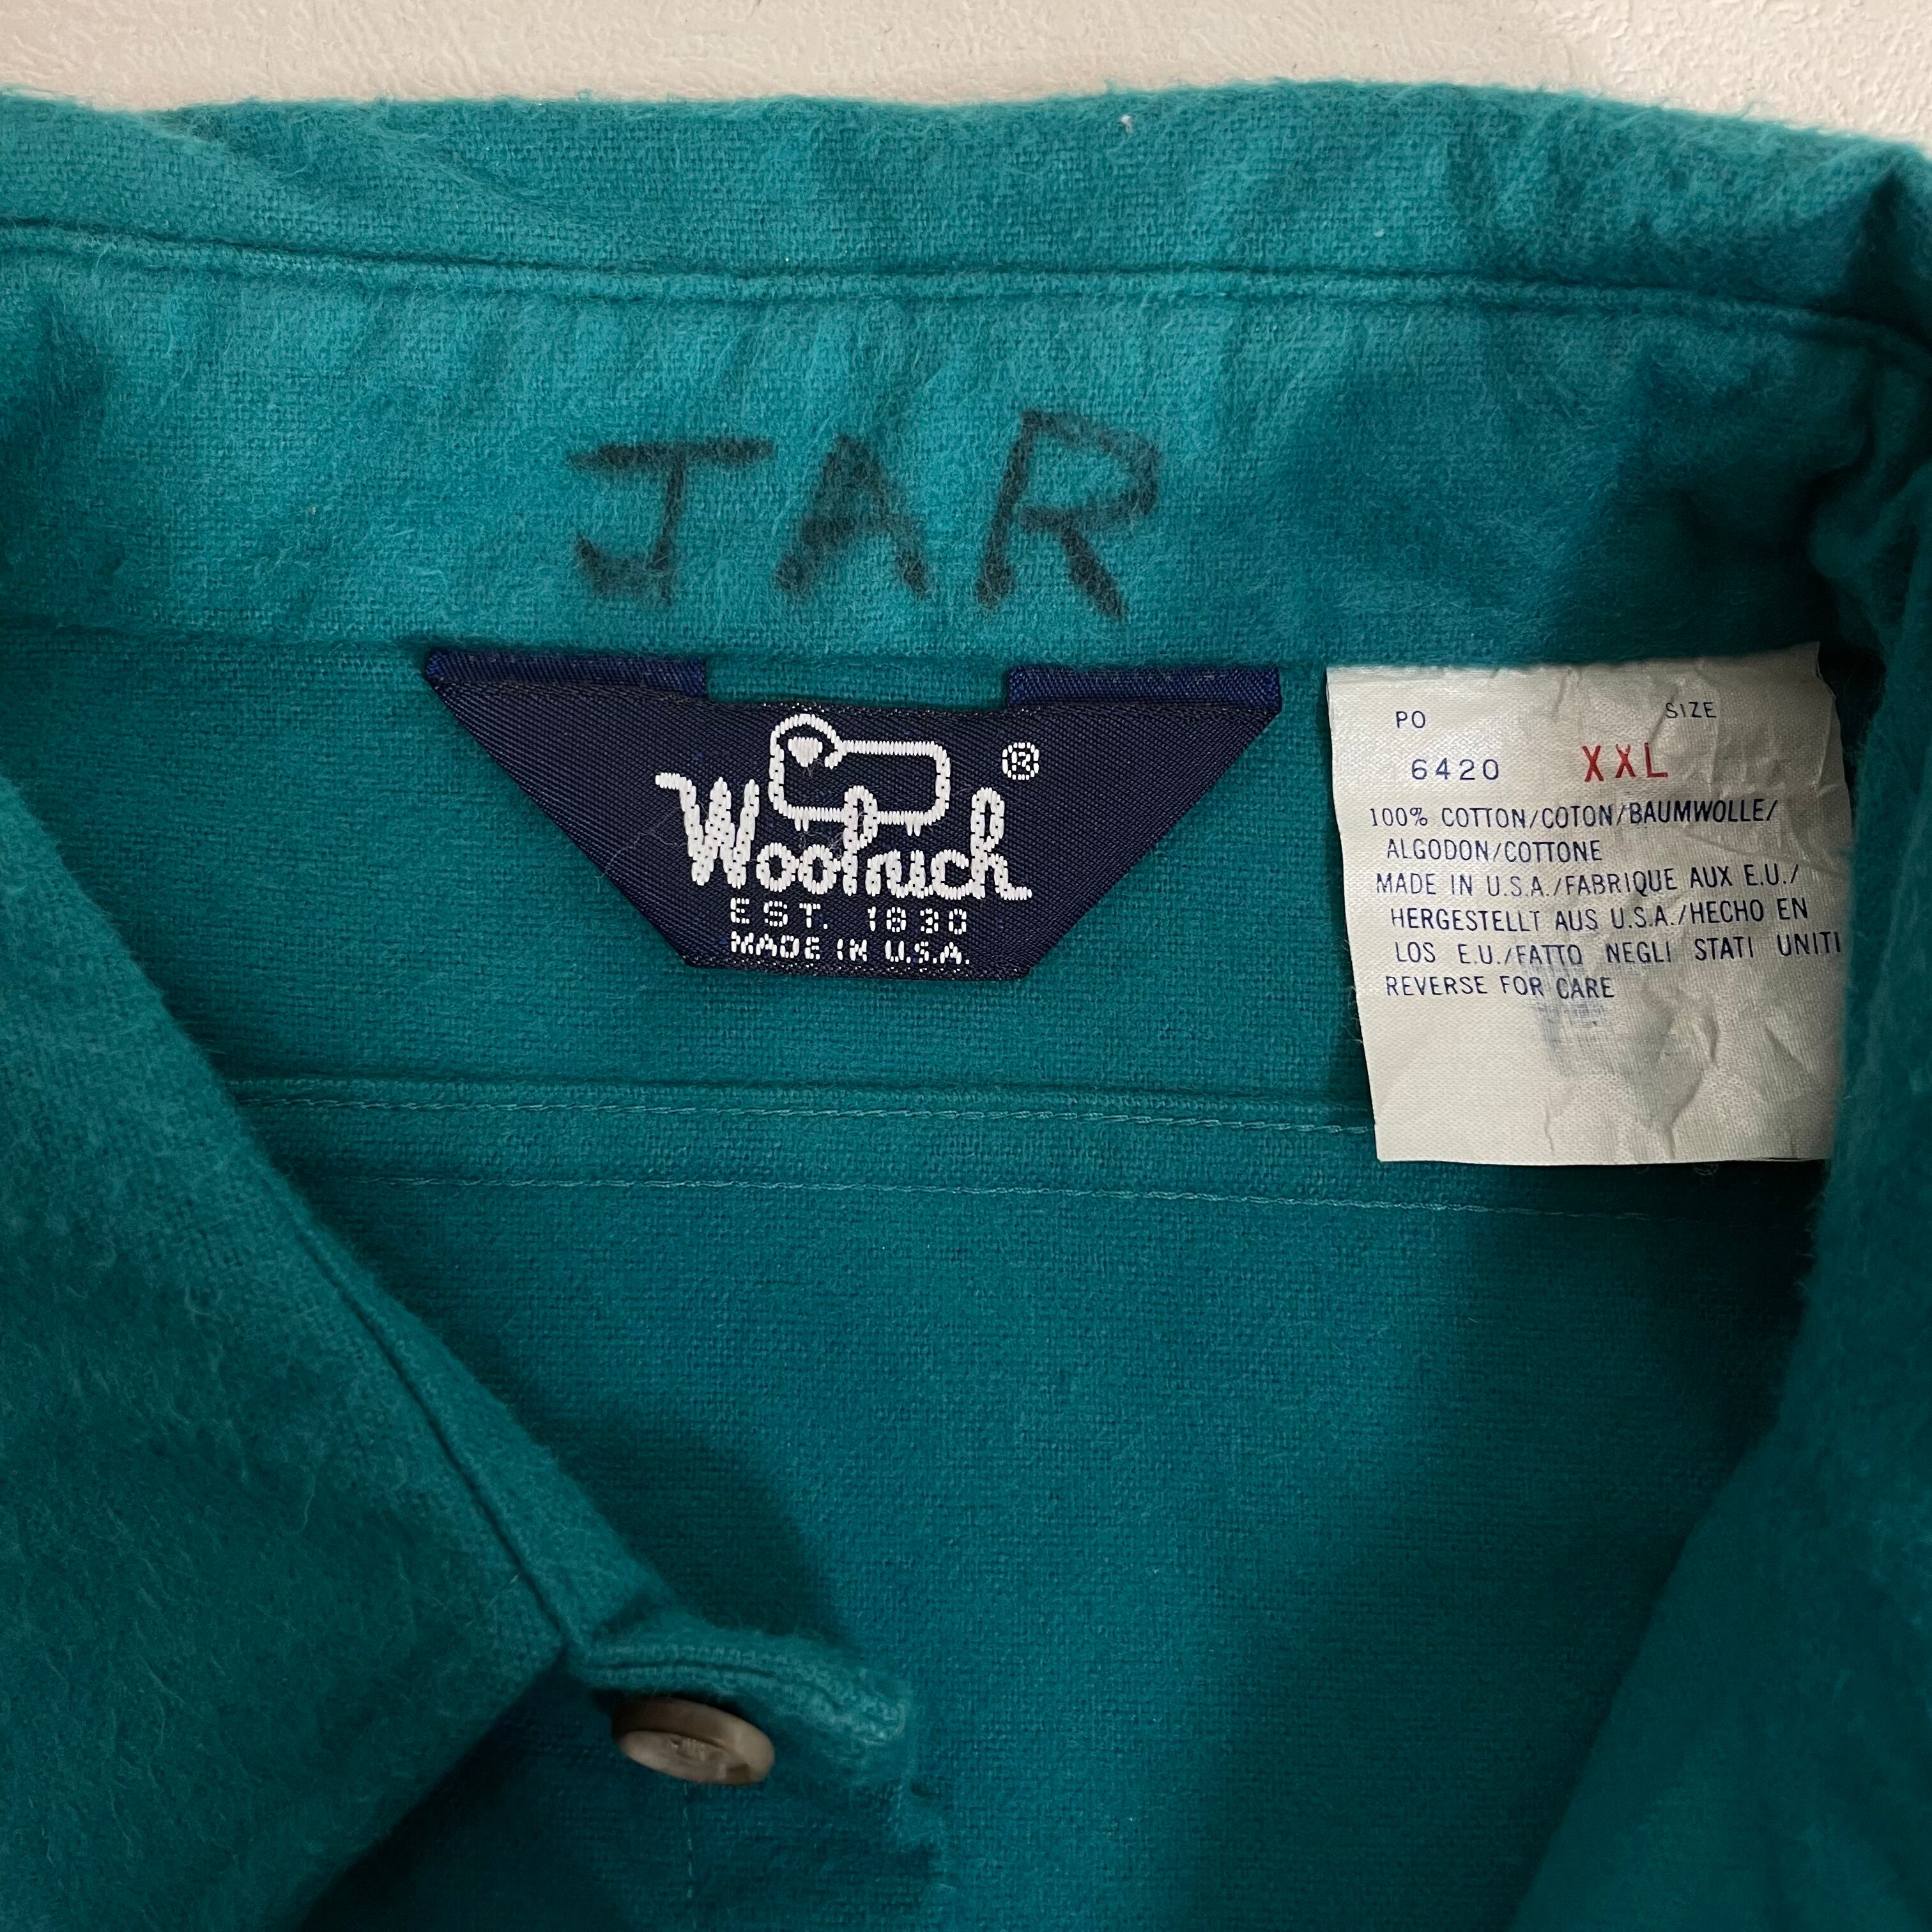 JAR
Woolrich ®
EST. 1830
MADE IN U.S.A.
PO SIZE
6420 XXL
100% COTTON/COTON/BAUMWOLLE/
ALGODON/COTTONE
MADE IN U.S.A./FABRIQUE AUX E.U./
HERGESTELLT AUS U.S.A./HECHO EN
LOS E.U./FATTO NEGLI STATI UNITI
REVERSE FOR CARE